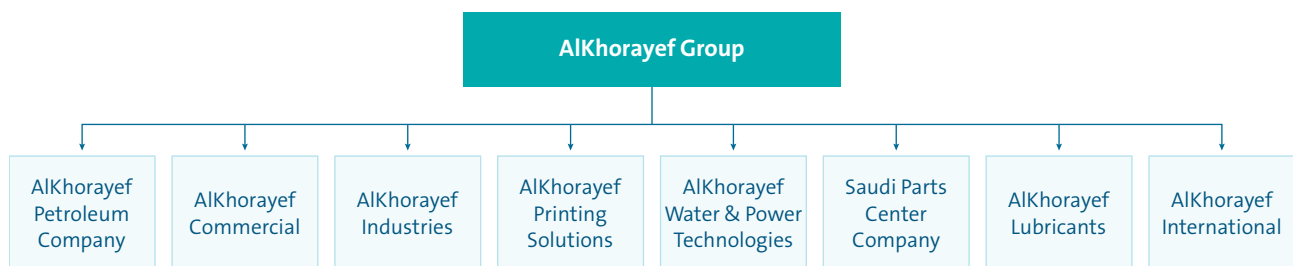 AlKhorayef Group
AlKhorayef
Petroleum
Company
AlKhorayef
Commercial
AlKhorayef
Industries
AlKhorayef
Printing
Solutions
AlKhorayef
Water & Power
Technologies
Saudi Parts
Center
Company
AlKhorayef
Lubricants
AlKhorayef
International